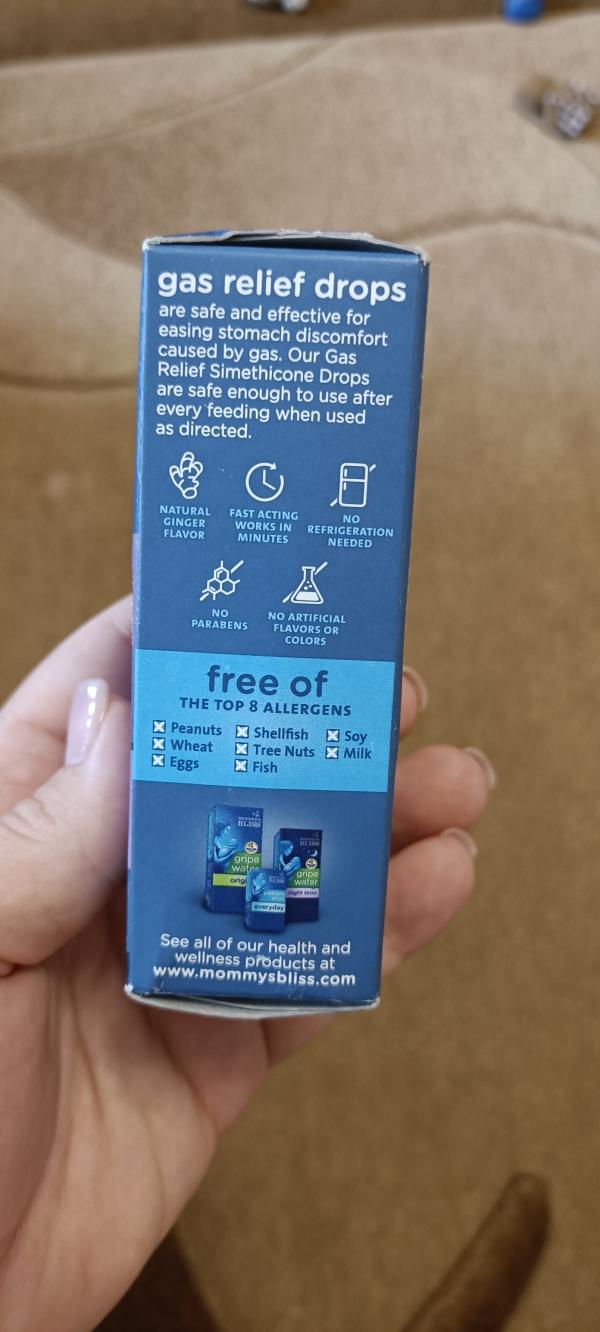 gas relief drops
are safe and effective for
easing stomach discomfort
caused by gas. Our Gas
Relief Simethicone Drops
are safe enough to use after
every feeding when used
as directed.
NATURAL
GINGER
FLAVOR
FAST ACTING
WORKS IN
MINUTES
NO
REFRIGERATION
NEEDED
NO
PARABENS
NO ARTIFICIAL
FLAVORS OR
COLORS
free of
THE TOP 8 ALLERGENS
Peanuts
Wheat
Eggs
Shellfish
Tree Nuts
Fish
Soy
Milk
BLISS
gripe
water
BLISS
gripe
water
night time
everyday
See all of our health and
wellness products at
www.mommysbliss.com